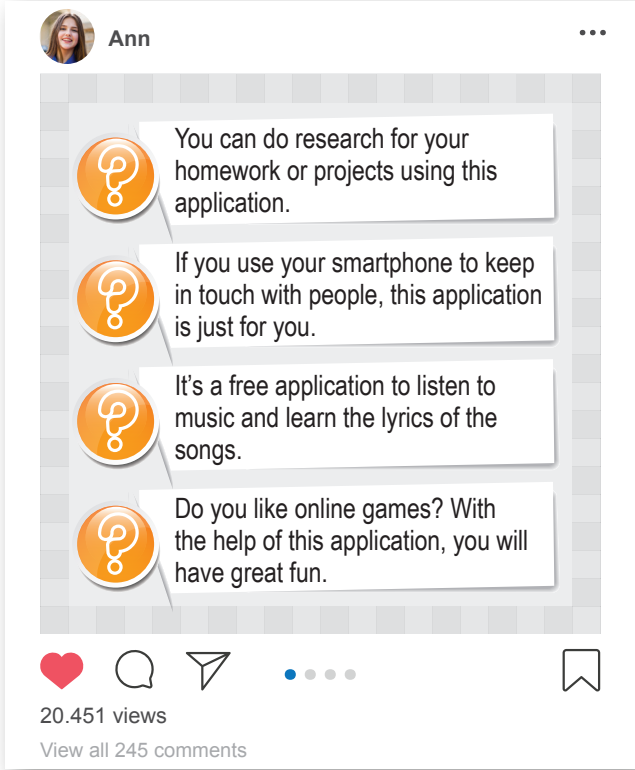 Ann
You can do research for your
homework or projects using this
application.
If you use your smartphone to keep
in touch with people, this application
is just for you.
It’s a free application to listen to
music and learn the lyrics of the
songs.
Do you like online games? With
the help of this application, you will
have great fun.
20.451 views
View all 245 comments